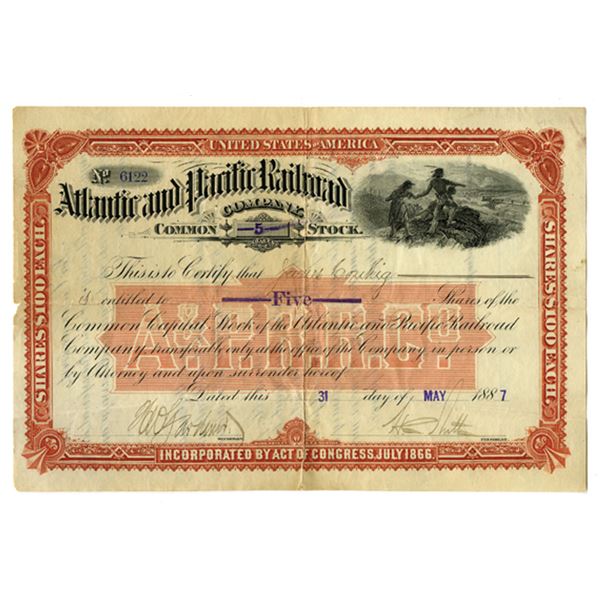 UNITED STATES OF AMERICA
No. 6122
Atlantic and Pacific Railroad
COMPANY.
COMMON 5 STOCK.
SHARES $100 EACH.
SHARES $100 EACH.
This is to Certify that
is entitled to Five Shares of the
Common Capital Stock of the Atlantic and Pacific Railroad
Company transferable only at the office of the Company in person or
by Attorney and upon surrender hereof.
A. & P. R.R. Co.
Dated this 31 day of MAY 1887
SECRETARY. PRESIDENT.
INCORPORATED BY ACT OF CONGRESS, JULY 1866.